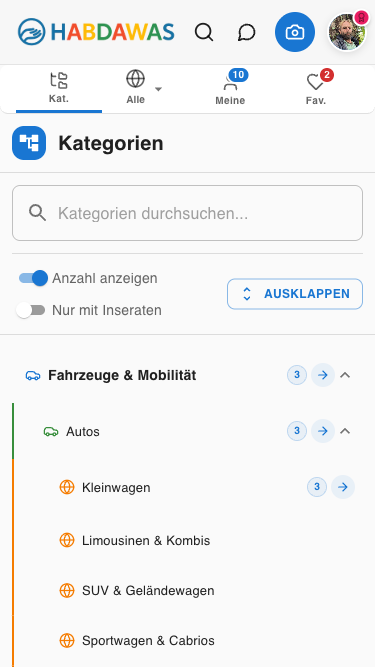 HABDAWAS
Kat.
Alle
10
Meine
2
Fav.
Kategorien
Kategorien durchsuchen...
Anzahl anzeigen
Nur mit Inseraten
AUSKLAPPEN
Fahrzeuge & Mobilität
3
Autos
3
Kleinwagen
3
Limousinen & Kombis
SUV & Geländewagen
Sportwagen & Cabrios